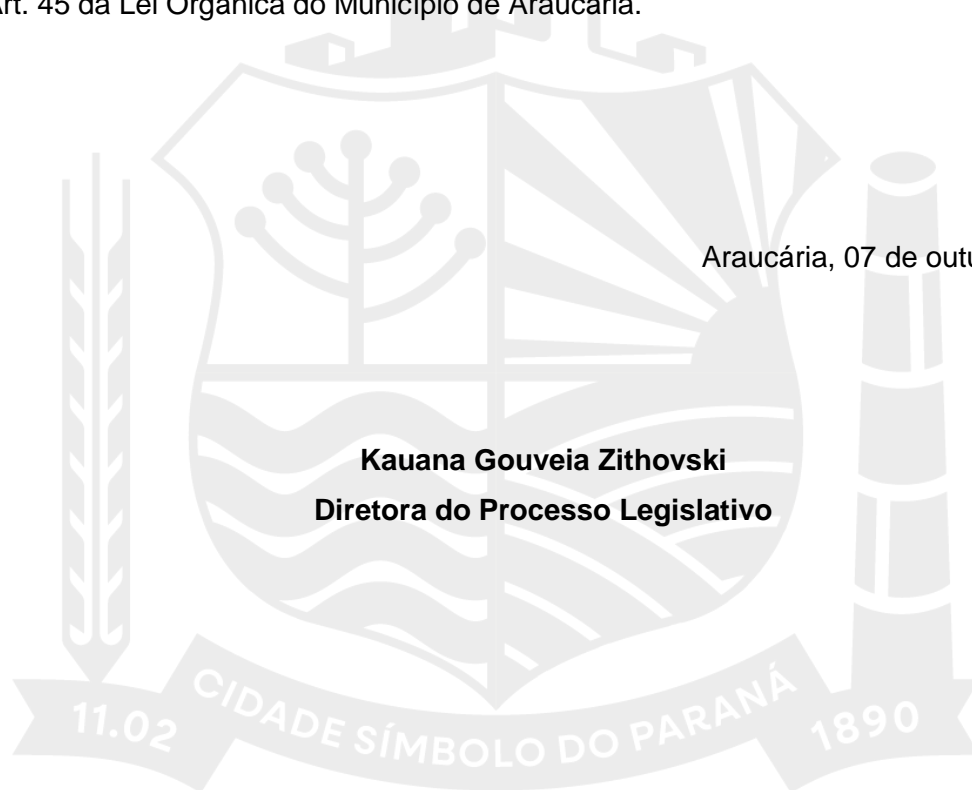 Art. 45 da Lei Orgânica do Município de Araucária.
Araucária, 07 de
Kauana Gouveia Zithovski
Diretora do Processo Legislativo
11.02 CIDADE SÍMBOLO DO PARANÁ 1890